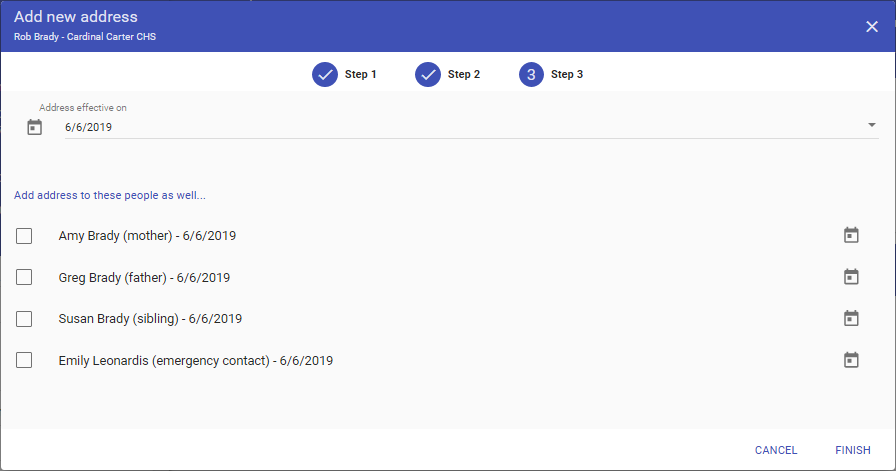 Add new address
Rob Brady - Cardinal Carter CHS
Step 1
Step 2
3 Step 3
Address effective on
6/6/2019
Add address to these people as well...
Amy Brady (mother) - 6/6/2019
Greg Brady (father) - 6/6/2019
Susan Brady (sibling) - 6/6/2019
Emily Leonardis (emergency contact) - 6/6/2019
CANCEL FINISH